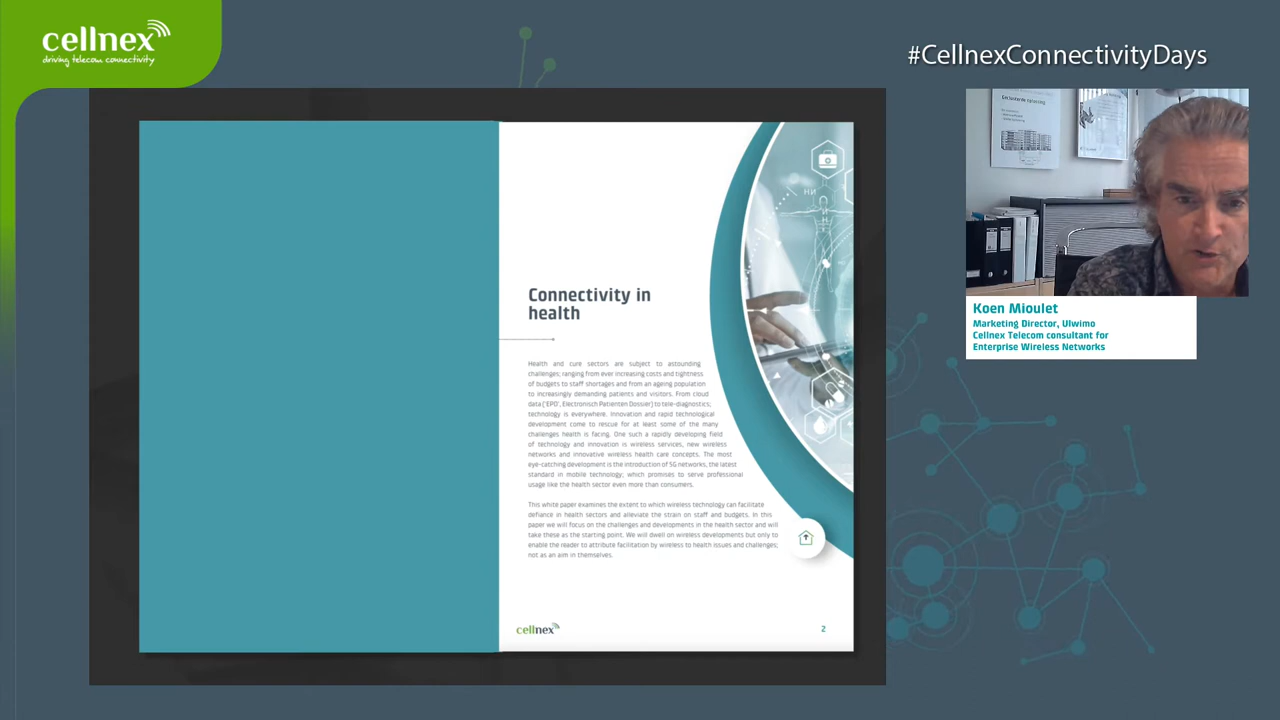 cellnex
driving telecom connectivity
#CellnexConnectivityDays
Connectivity in
health
Health and cure sectors are subject to astounding
challenges; ranging from ever increasing costs and tightness
of budgets to staff shortages and from an ageing population
to increasingly demanding patients and visitors. From cloud
data ('EPD', Electronisch Patiënten Dossier) to tele-diagnostics;
technology is everywhere. Innovation and rapid technological
development come to rescue for at least some of the many
challenges health is facing. One such a rapidly developing field
of technology and innovation is wireless services, new wireless
networks and innovative wireless health care concepts. The most
eye-catching development is the introduction of 5G networks, the latest
standard in mobile technology; which promises to serve professional
usage like the health sector even more than consumers.
This white paper examines the extent to which wireless technology can facilitate
defiance in health sectors and alleviate the strain on staff and budgets. In this
paper we will focus on the challenges and developments in the health sector and will
take these as the starting point. We will dwell on wireless developments but only to
enable the reader to attribute facilitation by wireless to health issues and challenges;
not as an aim in themselves.
cellnex
2
Koen Mioulet
Marketing Director, Ulwimo
Cellnex Telecom consultant for
Enterprise Wireless Networks